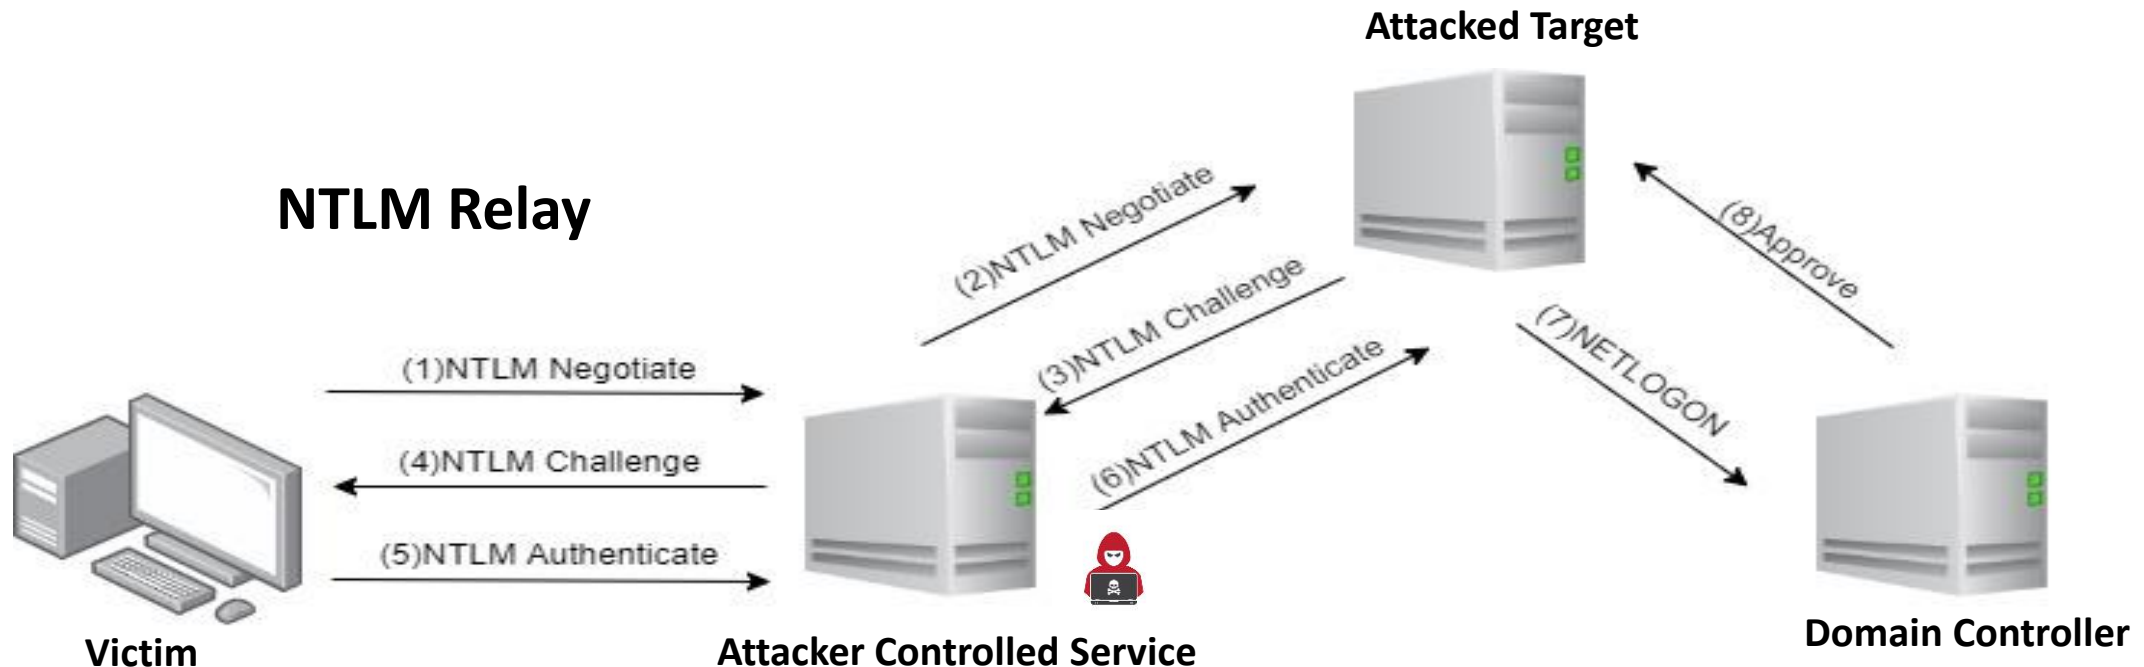 Attacked Target
NTLM Relay
(2)NTLM Negotiate
(8)Approve
(3)NTLM Challenge
(1)NTLM Negotiate
(7)NETLOGON
(6)NTLM Authenticate
(4)NTLM Challenge
(5)NTLM Authenticate
Domain Controller
Victim
Attacker Controlled Service